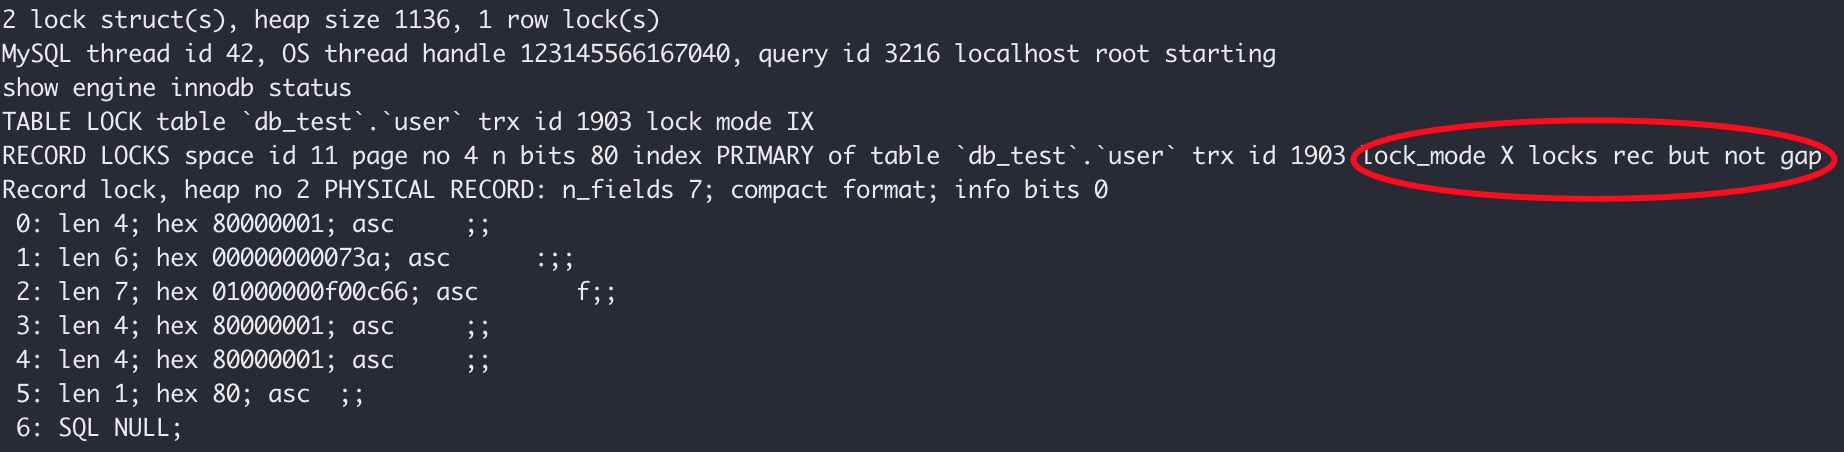 2 lock struct(s), heap size 1136, 1 row lock(s)
MySQL thread id 42, OS thread handle 123145566167040, query id 3216 localhost root starting
show engine innodb status
TABLE LOCK table `db_test`.`user` trx id 1903 lock mode IX
RECORD LOCKS space id 11 page no 4 n bits 80 index PRIMARY of table `db_test`.`user` trx id 1903 lock_mode X locks rec but not gap
Record lock, heap no 2 PHYSICAL RECORD: n_fields 7; compact format; info bits 0
 0: len 4; hex 80000001; asc     ;;
 1: len 6; hex 00000000073a; asc      :;;
 2: len 7; hex 01000000f00c66; asc       f;;
 3: len 4; hex 80000001; asc     ;;
 4: len 4; hex 80000001; asc     ;;
 5: len 1; hex 80; asc  ;;
 6: SQL NULL;